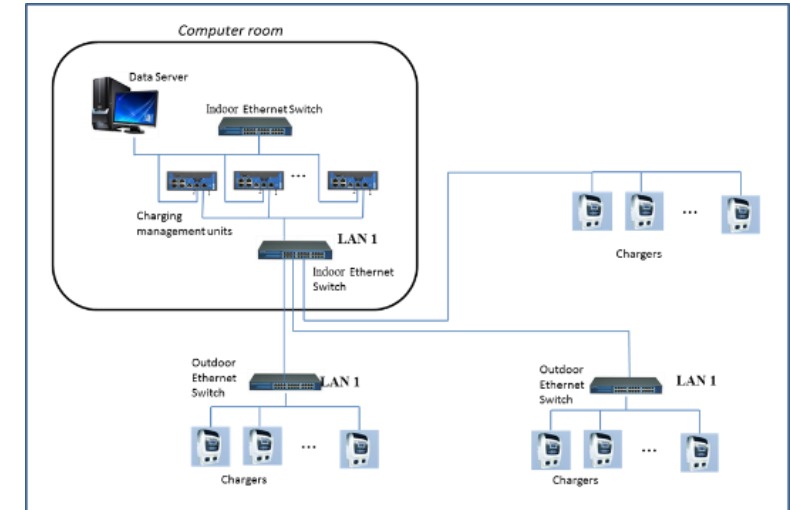 Computer room
Data Server
Indoor Ethernet Switch
...
Charging
management units
LAN 1
Indoor Ethernet
Switch
...
Chargers
Outdoor
Ethernet
Switch
LAN 1
Outdoor
Ethernet
Switch
LAN 1
...
Chargers
...
Chargers